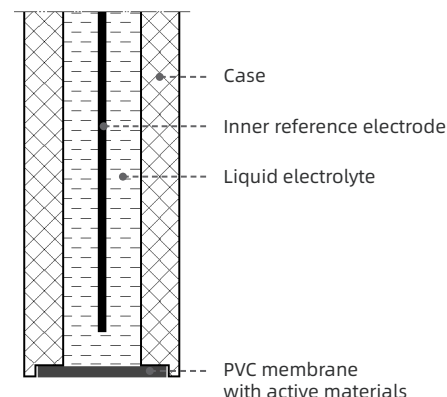 Case
Inner reference electrode
Liquid electrolyte
PVC membrane
with active materials